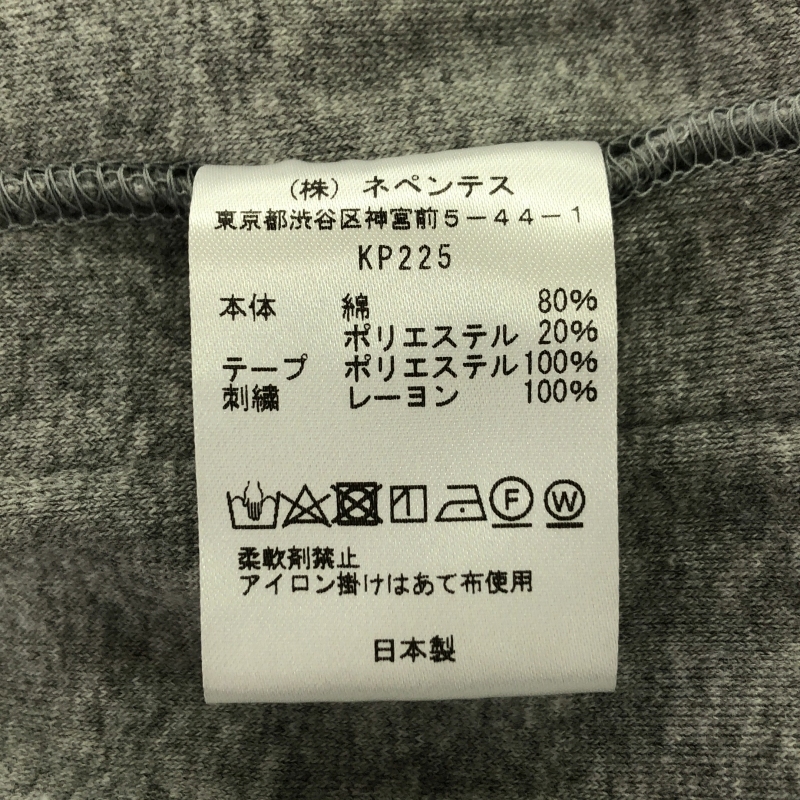 （株）ネペンテス
東京都渋谷区神宮前５－４４－１
KP225
本体 綿 80%
ポリエステル 20%
テープ ポリエステル 100%
刺繍 レーヨン 100%
F W
柔軟剤禁止
アイロン掛けはあて布使用
日本製